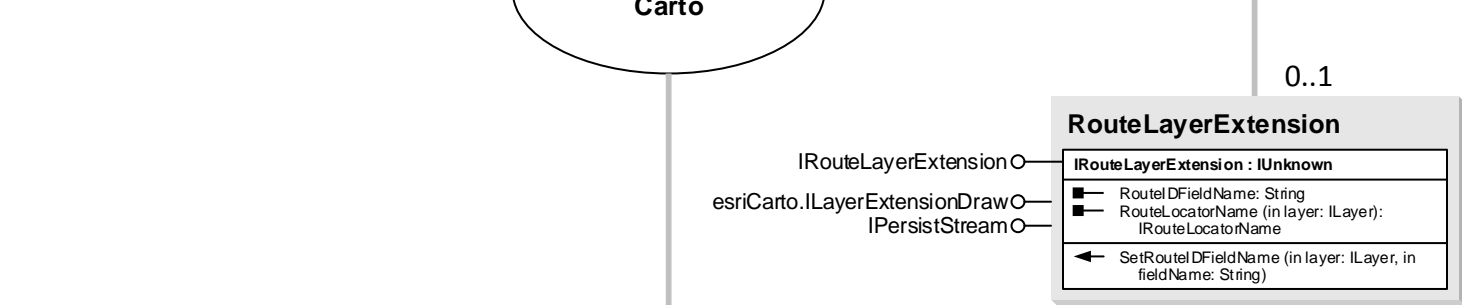 Carto
0..1
RouteLayerExtension
IRouteLayerExtension
IRouteLayerExtension : IUnknown
esriCarto.ILayerExtensionDraw
IPersistStream
RouteIDFieldName: String
RouteLocatorName (in layer: ILayer):
IRouteLocatorName
SetRouteIDFieldName (in layer: ILayer, in
fieldName: String)